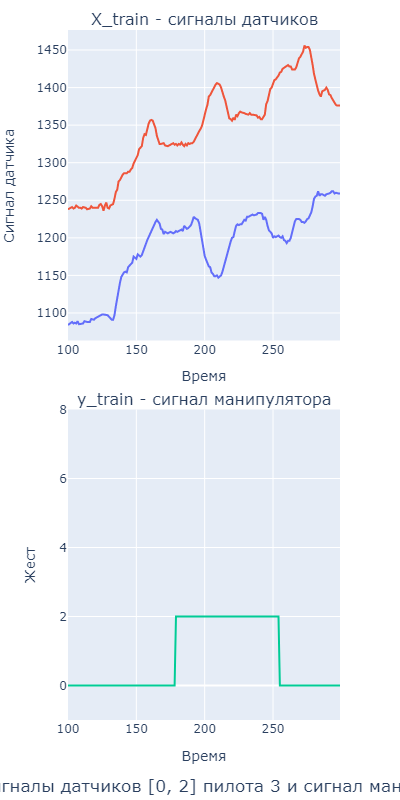 X_train - сигналы датчиков
1450
1400
1350
1300
1250
1200
1150
1100
Сигнал датчика
100 150 200 250
Время
y_train - сигнал манипулятора
8
6
4
2
0
Жест
100 150 200 250
Время
гналы датчиков [0, 2] пилота 3 и сигнал ман